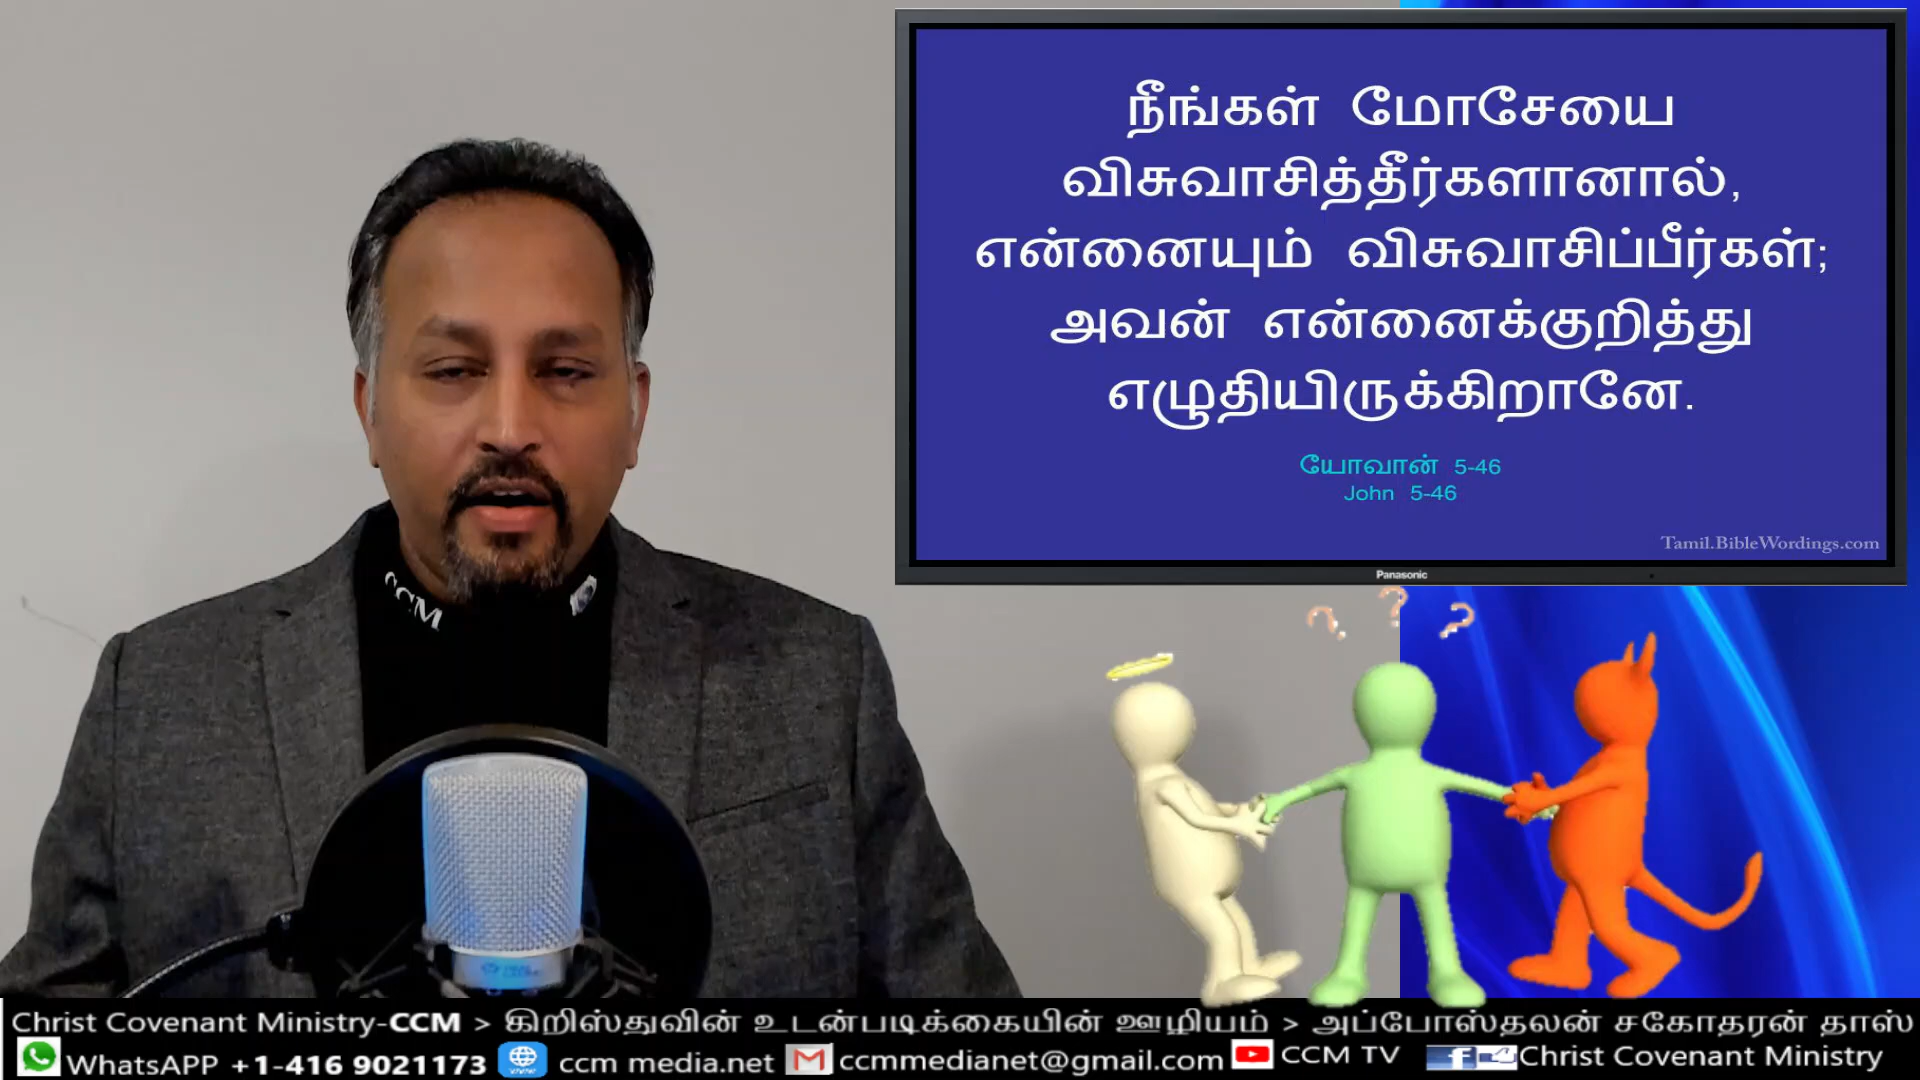 நீங்கள் மோசேயை
விசுவாசித்தீர்களானால்,
என்னையும் விசுவாசிப்பீர்கள்;
அவன் என்னைக்குறித்து
எழுதியிருக்கிறானே.
யோவான் 5-46
John 5-46
Tamil.BibleWordings.com
Panasonic
? ? ?
CCM
Christ Covenant Ministry-CCM > கிறிஸ்துவின் உடன்படிக்கையின் ஊழியம் > அப்போஸ்தலன் சகோதரன் தாஸ்
WhatsAPP +1-416 9021173 ccm media.net ccmmedianet@gmail.com CCM TV Christ Covenant Ministry